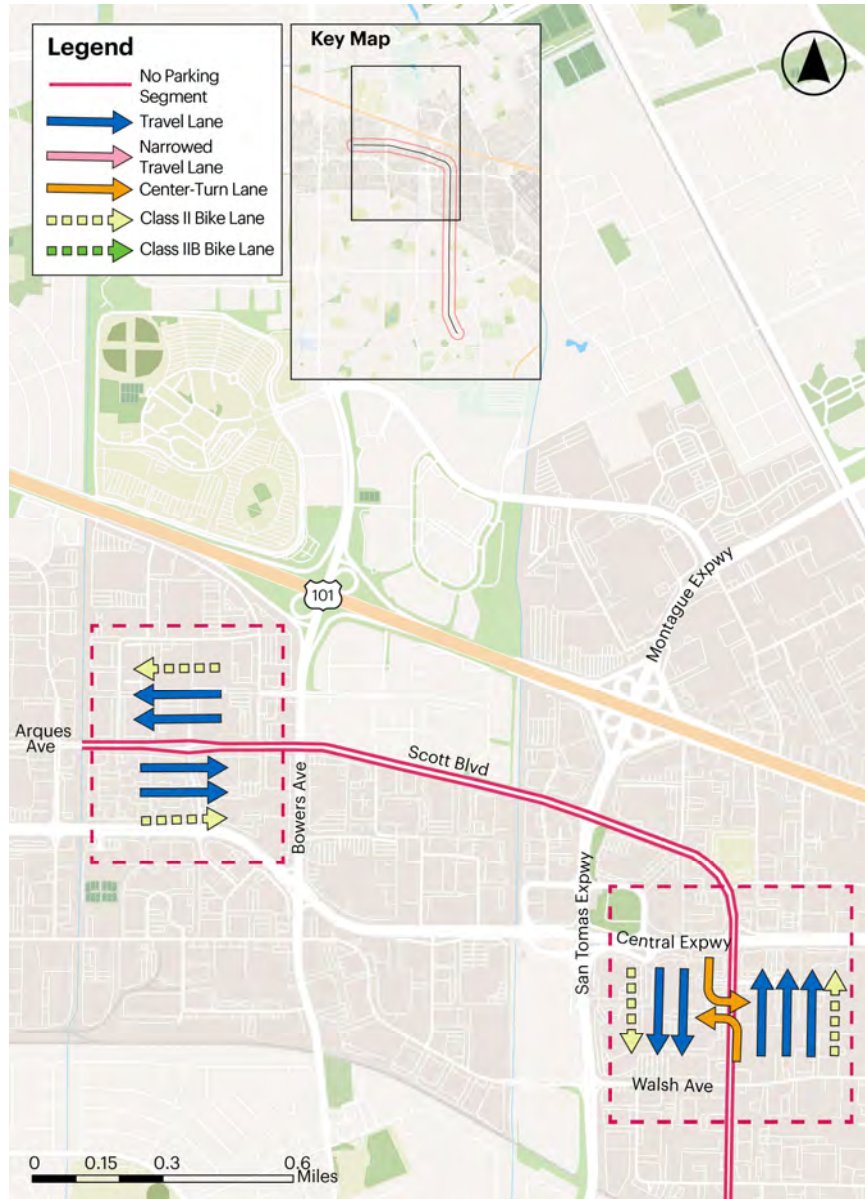 Legend
No Parking
Segment
Travel Lane
Narrowed
Travel Lane
Center-Turn Lane
Class II Bike Lane
Class IIB Bike Lane
Key Map
101
Montague Expwy
Arques
Ave
Scott Blvd
Bowers Ave
San Tomas Expwy
Central Expwy
Walsh Ave
0 0.15 0.3 0.6
Miles